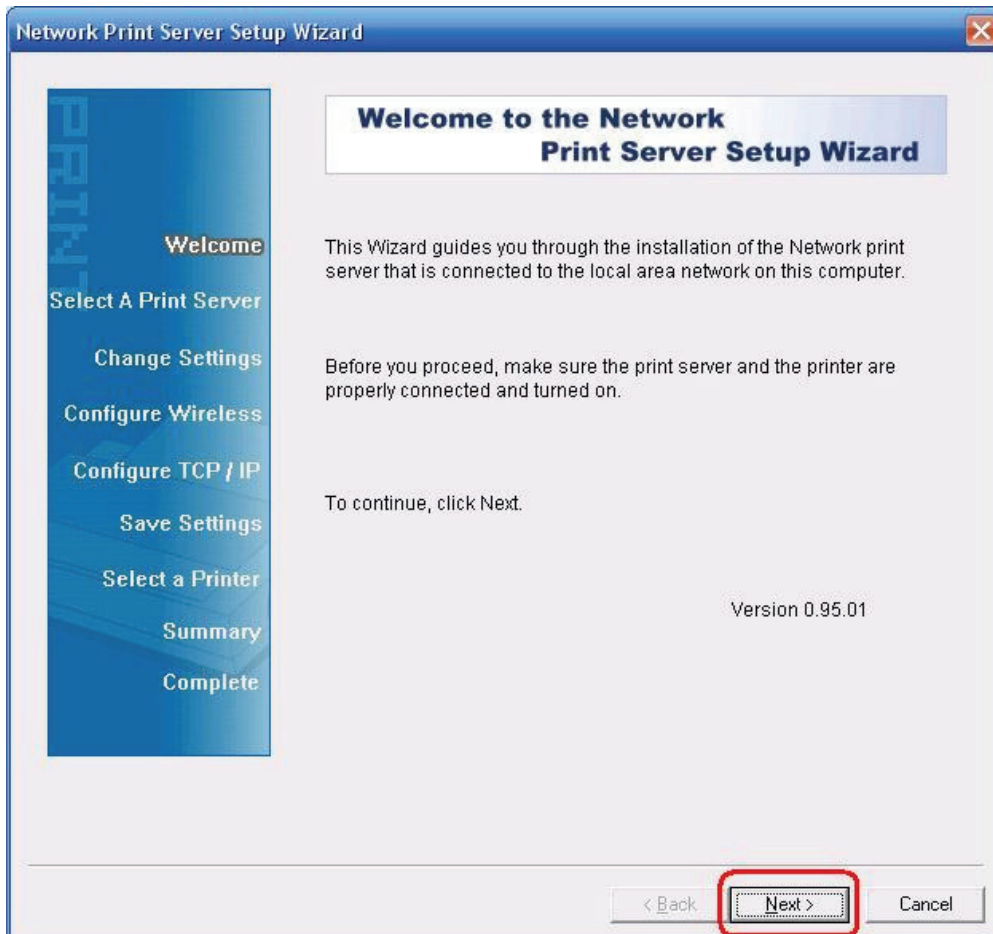 Network Print Server Setup Wizard
PRINT
Welcome to the Network
Print Server Setup Wizard
Welcome
Select A Print Server
Change Settings
Configure Wireless
Configure TCP / IP
Save Settings
Select a Printer
Summary
Complete
This Wizard guides you through the installation of the Network print
server that is connected to the local area network on this computer.
Before you proceed, make sure the print server and the printer are
properly connected and turned on.
To continue, click Next.
Version 0.95.01
< Back
Next >
Cancel